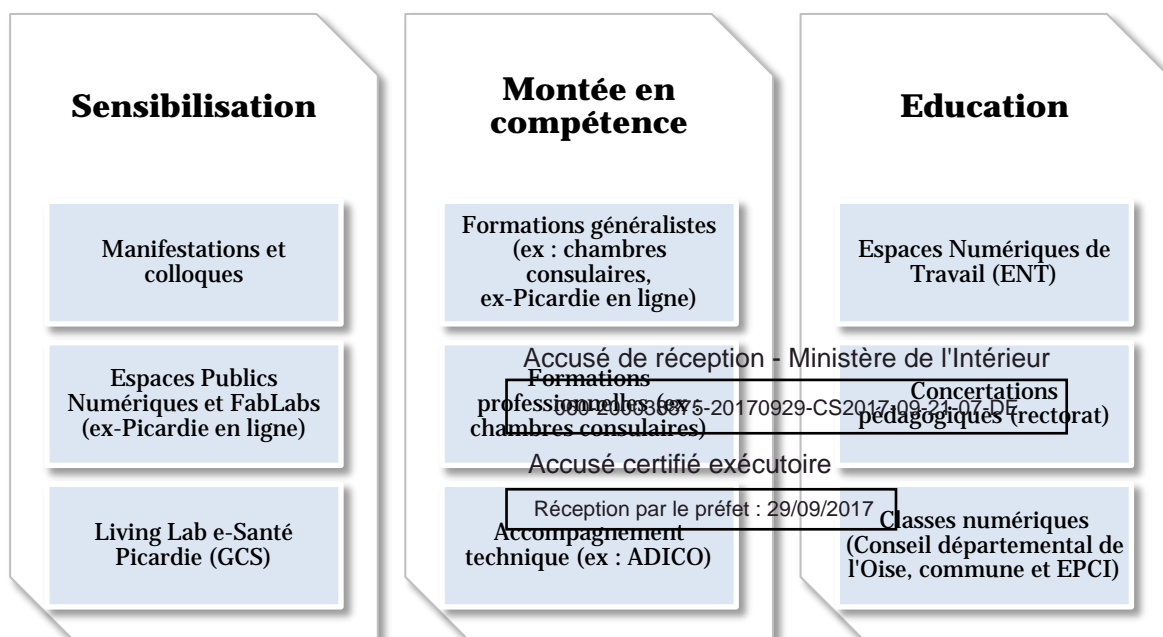 Sensibilisation
Manifestations et
colloques
Espaces Publics
Numériques et FabLabs
(ex-Picardie en ligne)
Living Lab e-Santé
Picardie (GCS)
Montée en
compétence
Formations généralistes
(ex : chambres
consulaires,
ex-Picardie en ligne)
Formations
professionnelles (ex :
chambres consulaires)
Accompagnement
technique (ex : ADICO)
Education
Espaces Numériques de
Travail (ENT)
Concertations
pédagogiques (rectorat)
Classes numériques
(Conseil départemental de
l'Oise, commune et EPCI)
Accusé de réception - Ministère de l'Intérieur
Accusé certifié exécutoire
Réception par le préfet : 29/09/2017